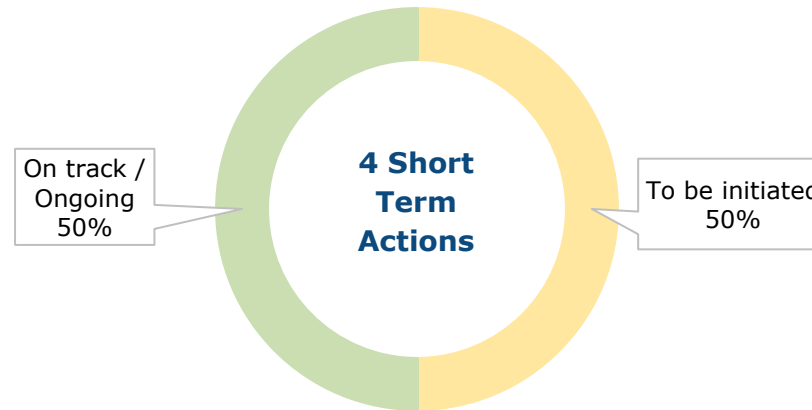 On track /
Ongoing
50%
4 Short
Term
Actions
To be initiated
50%